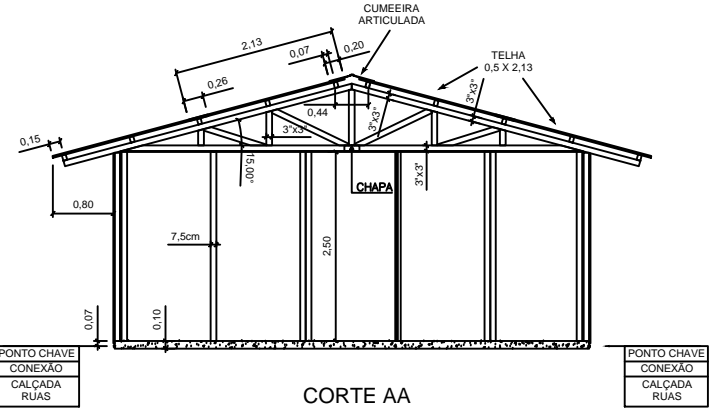 CUMEEIRA
ARTICULADA
2,13
0,07
0,20
TELHA
0,5 X 2,13
0,26
0,44
3"x3"
3"x3"
3"x3"
3"x3"
0,15
15,00°
0,80
CHAPA
7,5cm
2,50
0,07
0,10
PONTO CHAVE
CONEXÃO
CALÇADA
RUAS
PONTO CHAVE
CONEXÃO
CALÇADA
RUAS
CORTE AA